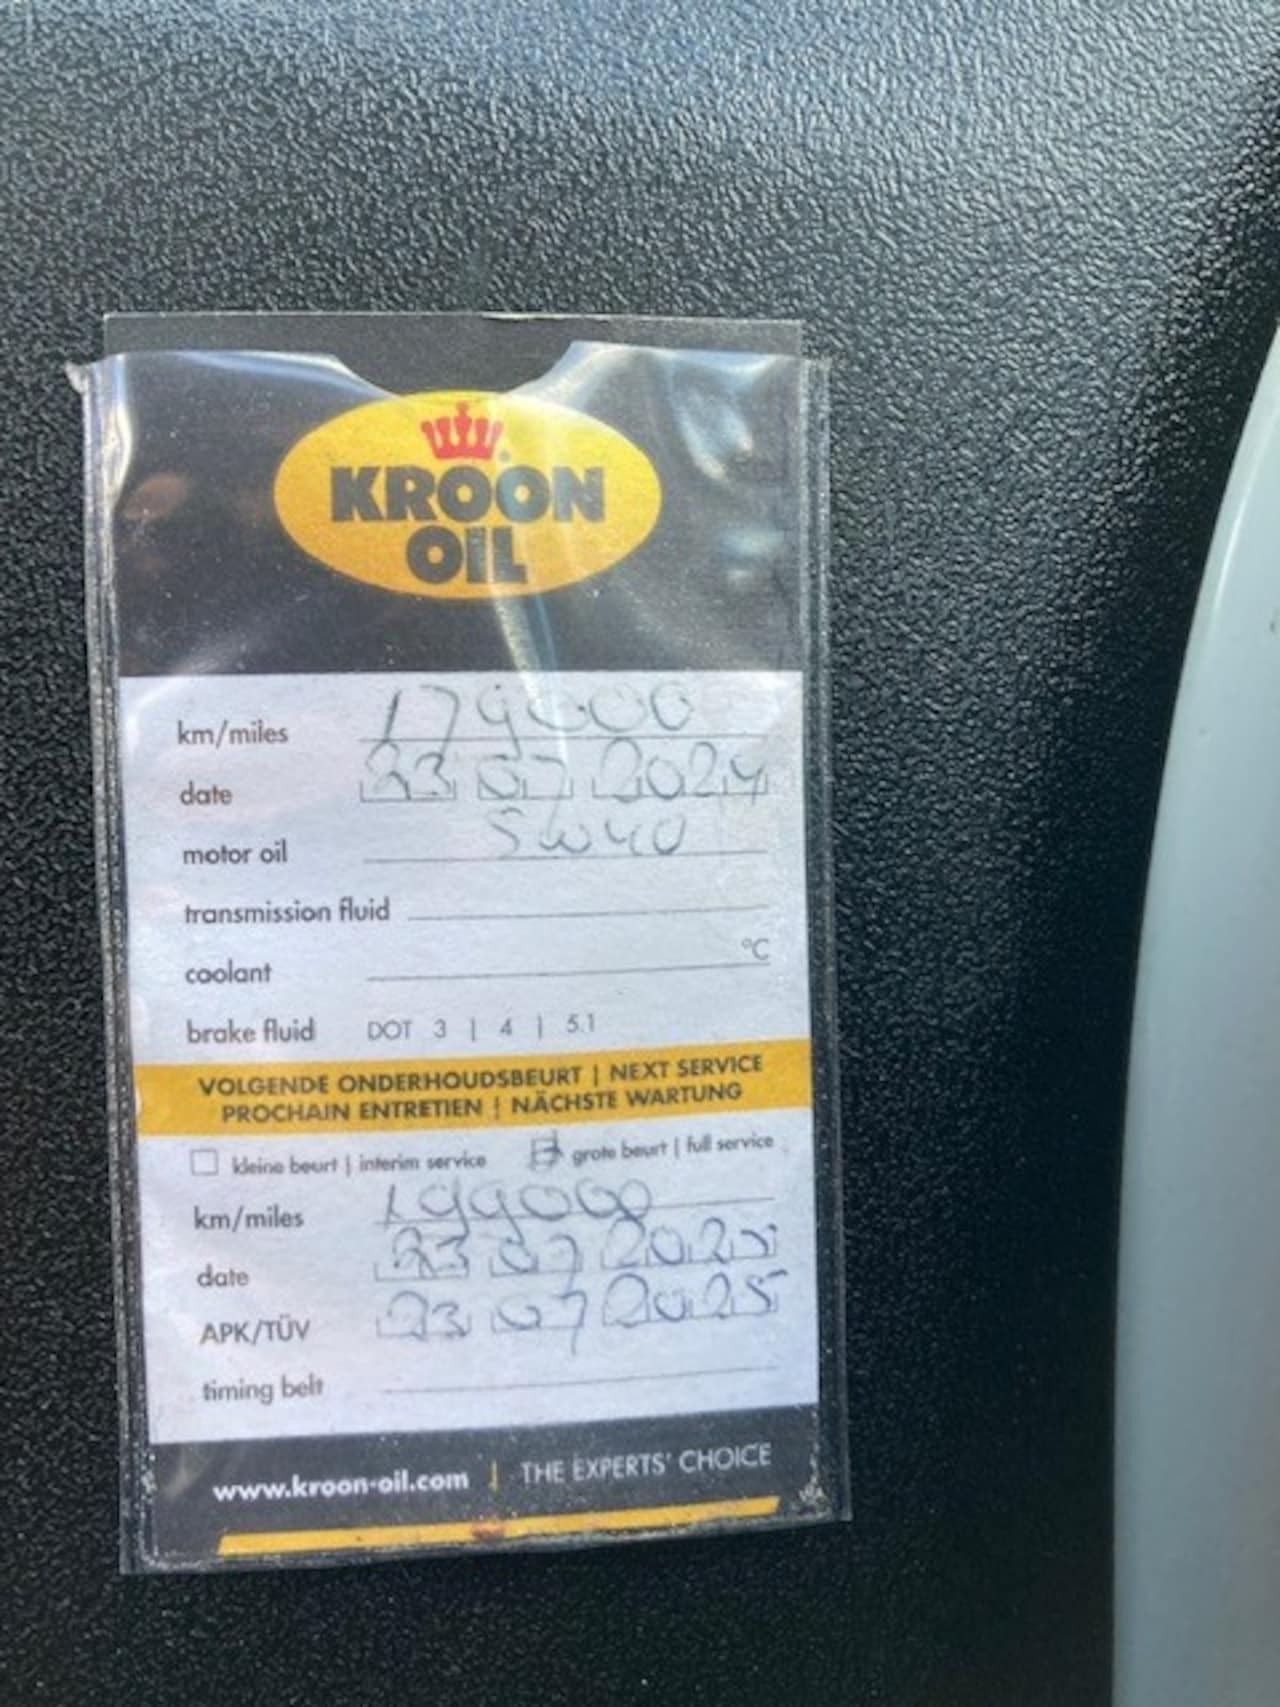 KROON
OIL
km/miles 179000
date 23 07 2024
motor oil 5w40
transmission fluid
coolant °C
brake fluid DOT 3 | 4 | 5.1
VOLGENDE ONDERHOUDSBEURT | NEXT SERVICE
PROCHAIN ENTRETIEN | NÄCHSTE WARTUNG
kleine beurt | interim service grote beurt | full service
km/miles 199000
date 23 07 2025
APK/TÜV 23 07 2025
timing belt
www.kroon-oil.com | THE EXPERTS' CHOICE